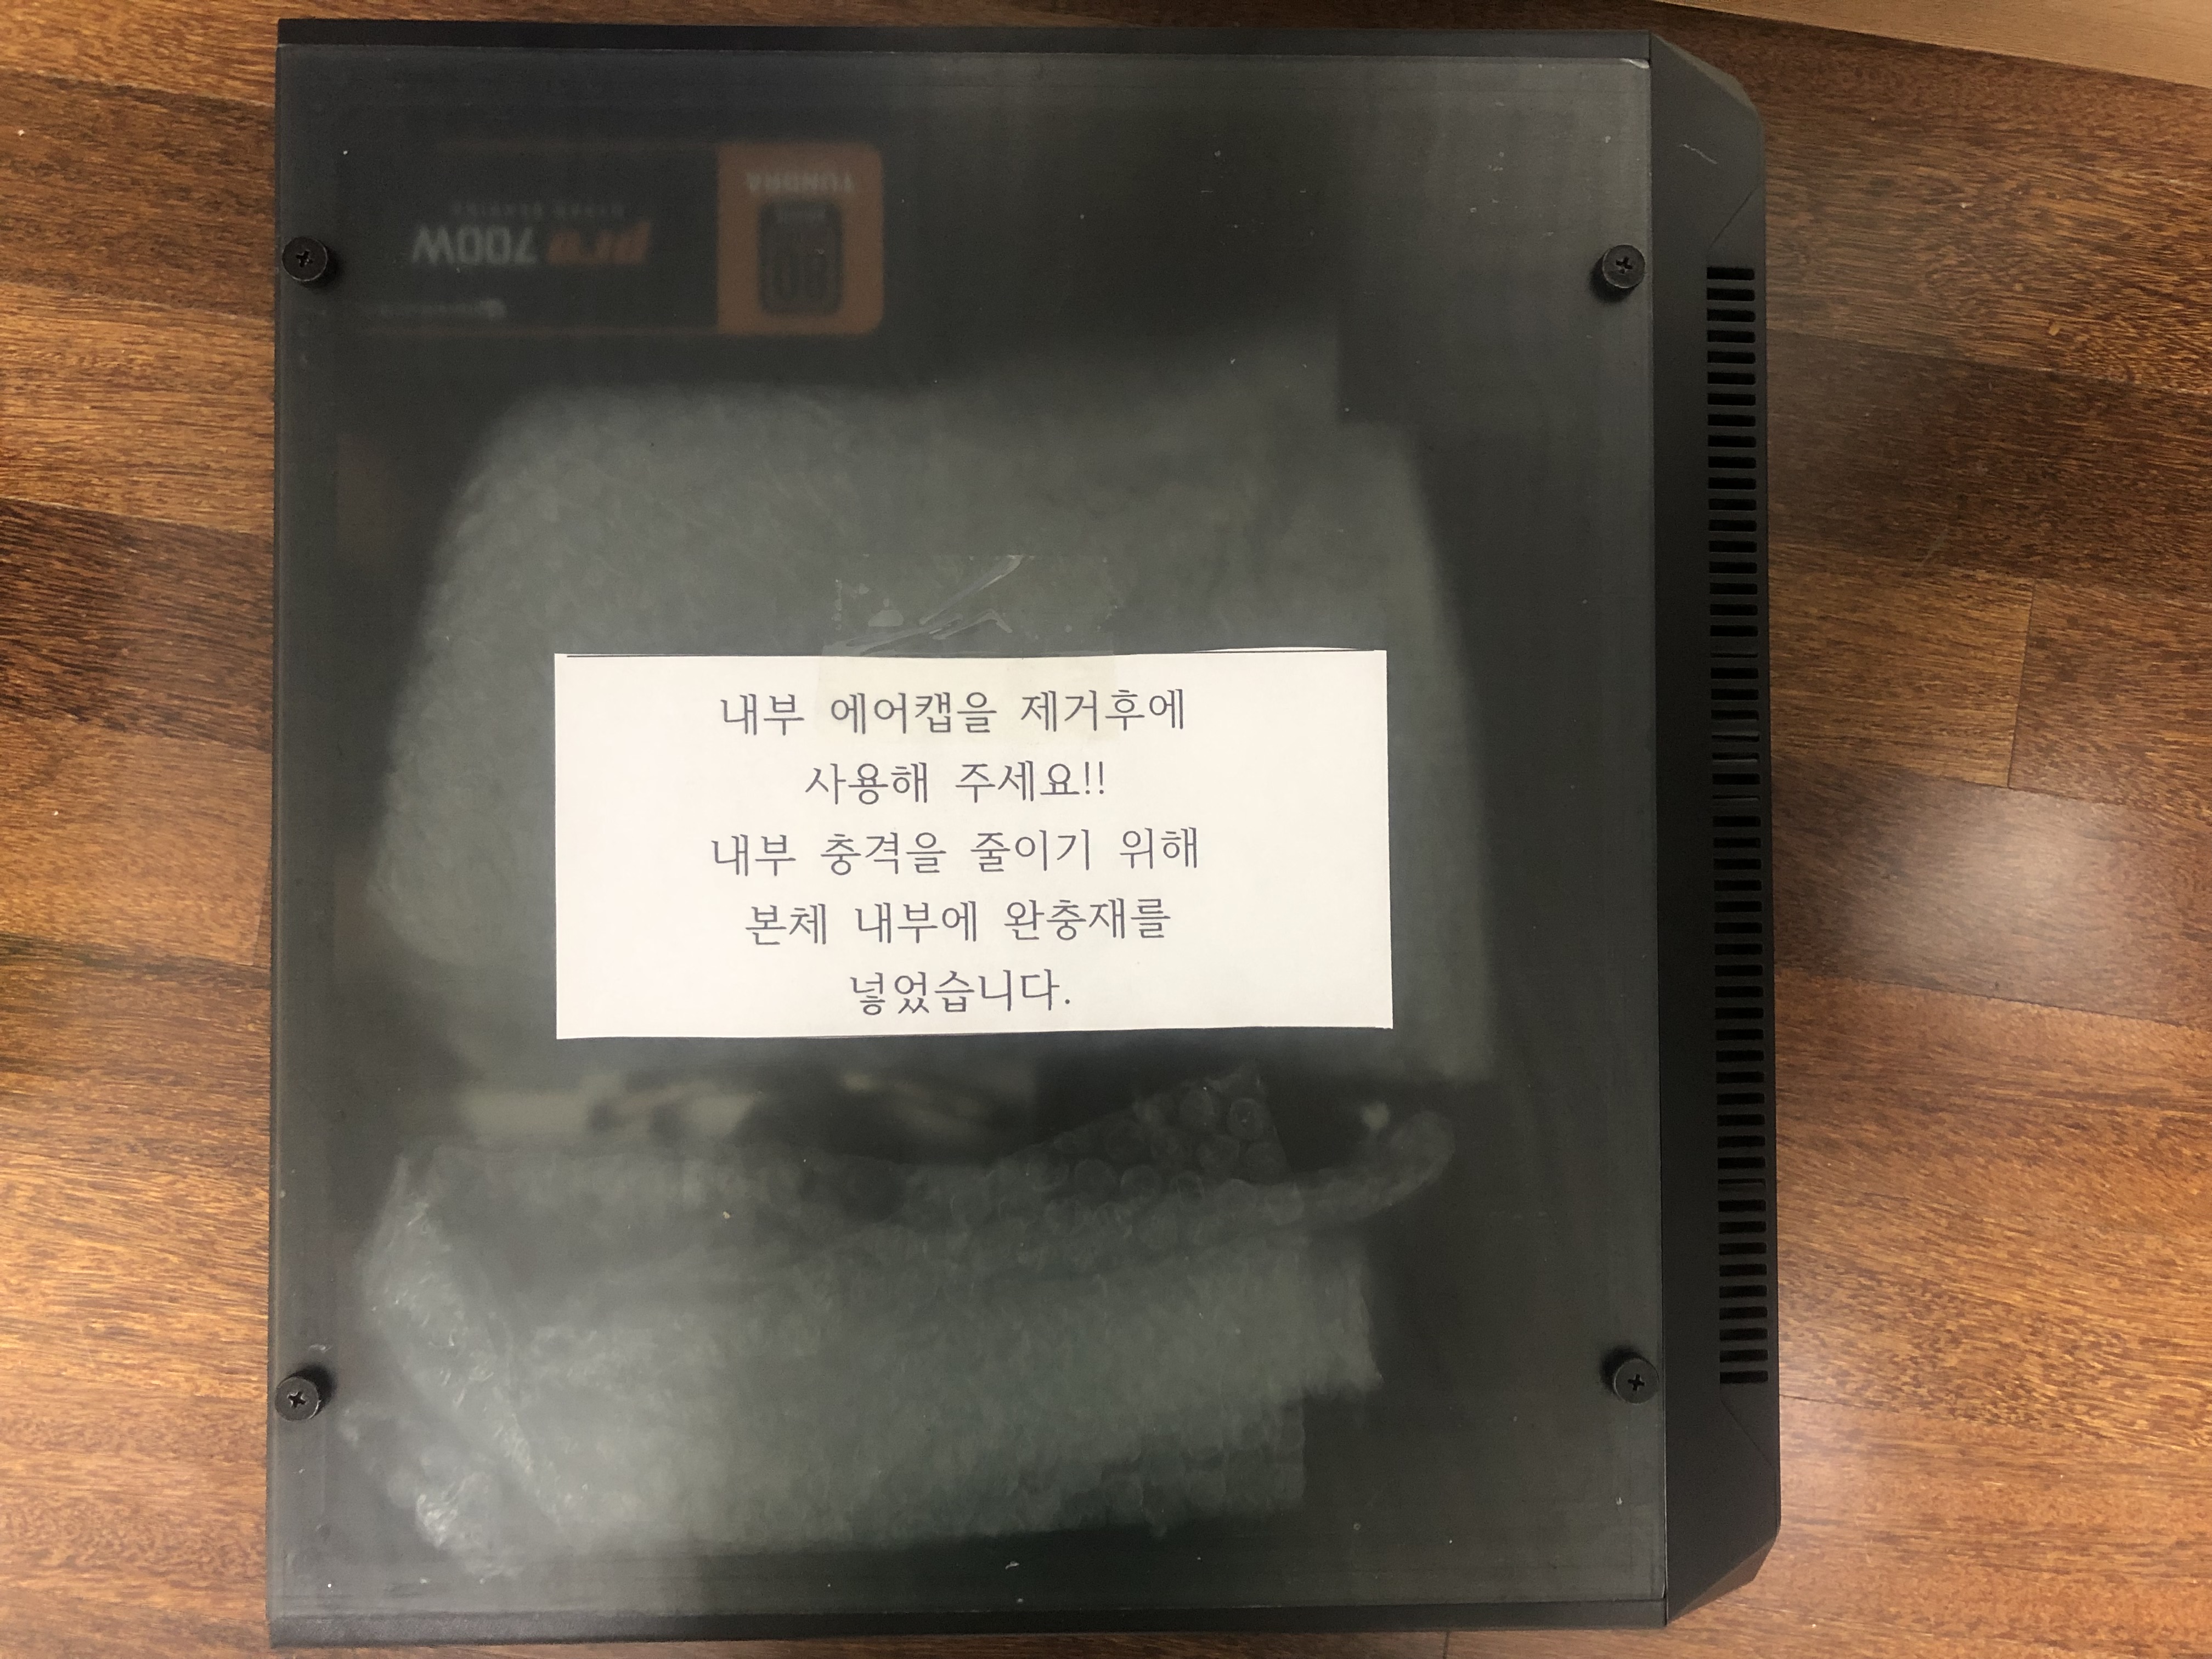 TUNDRA
pro 700W
80
내부 에어캡을 제거후에
사용해 주세요!!
내부 충격을 줄이기 위해
본체 내부에 완충재를
넣었습니다.